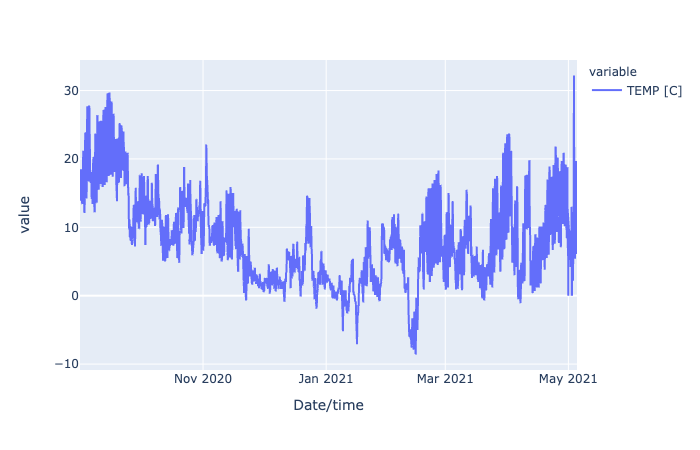 variable
TEMP [C]
value
30
20
10
0
−10
Nov 2020
Jan 2021
Mar 2021
May 2021
Date/time